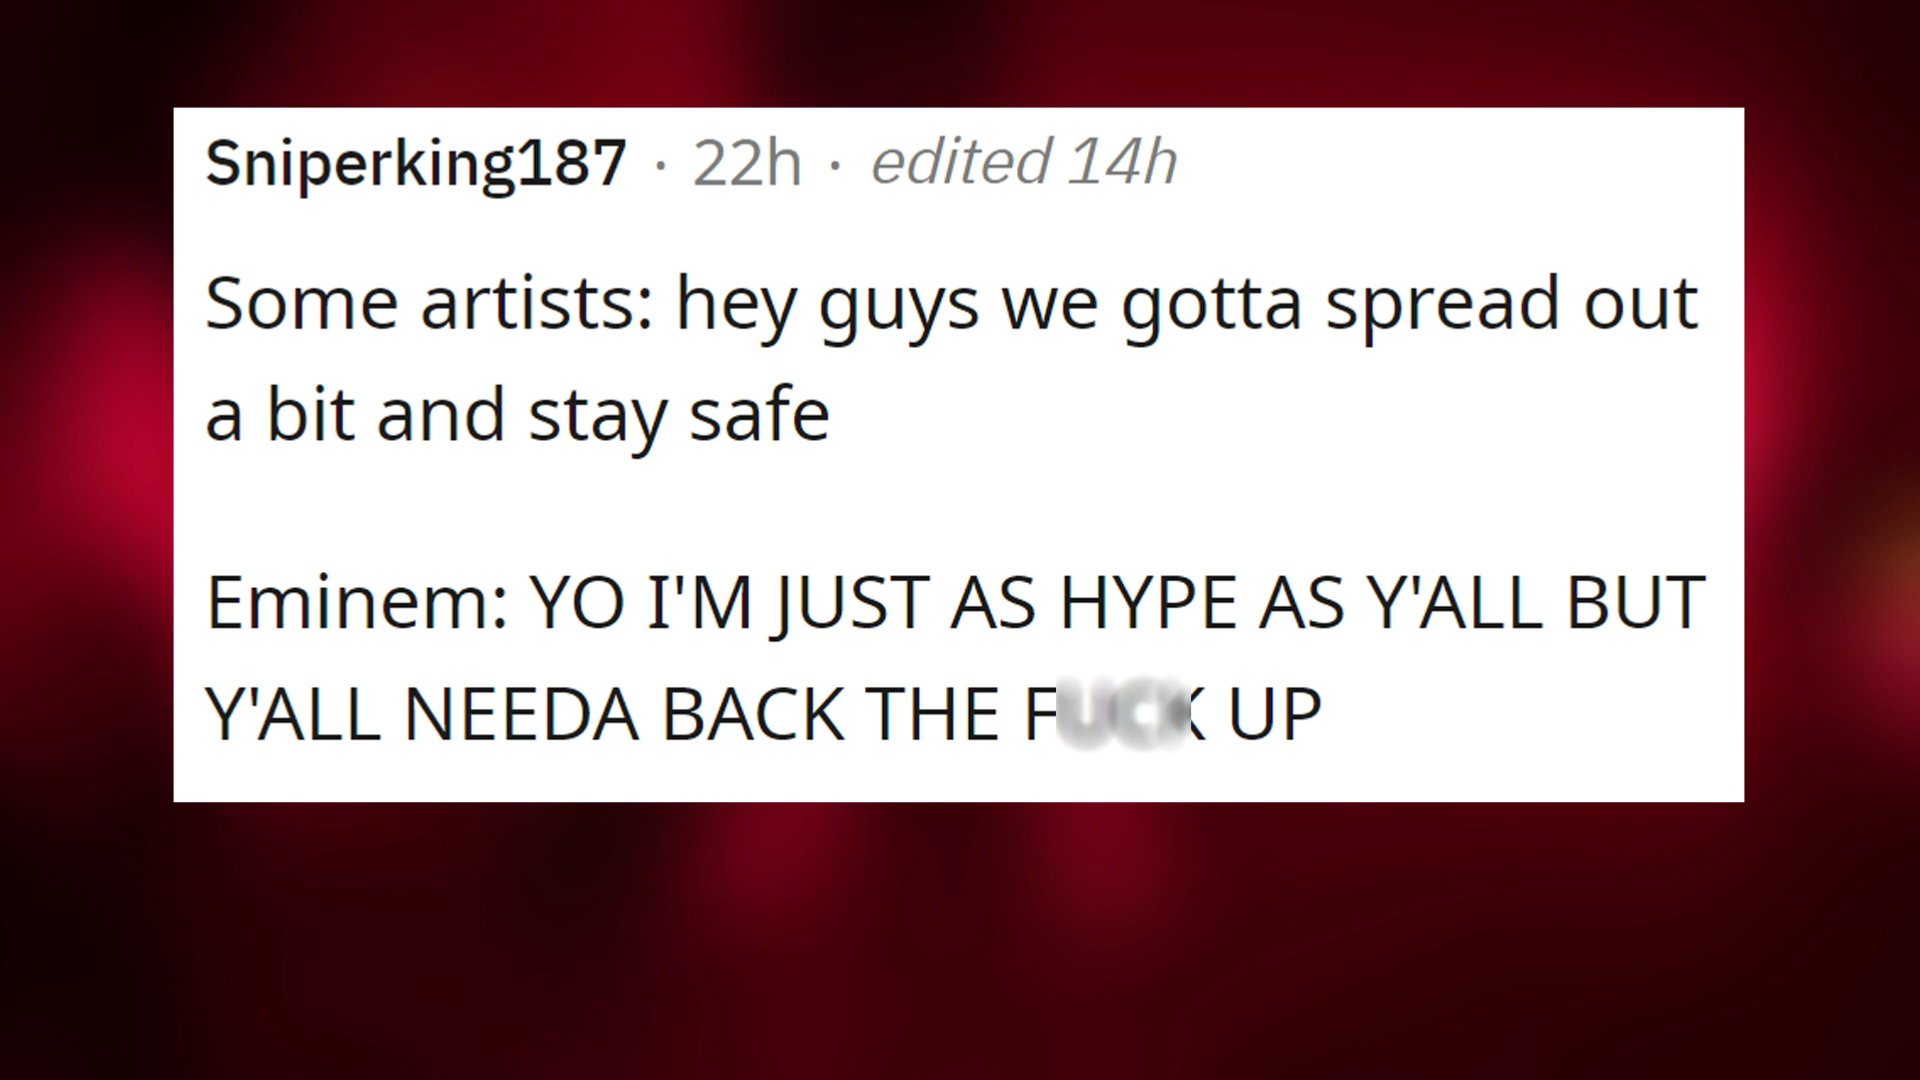 Sniperking187 · 22h · edited 14h
Some artists: hey guys we gotta spread out
a bit and stay safe
Eminem: YO I'M JUST AS HYPE AS Y'ALL BUT
Y'ALL NEEDA BACK THE FUCK UP